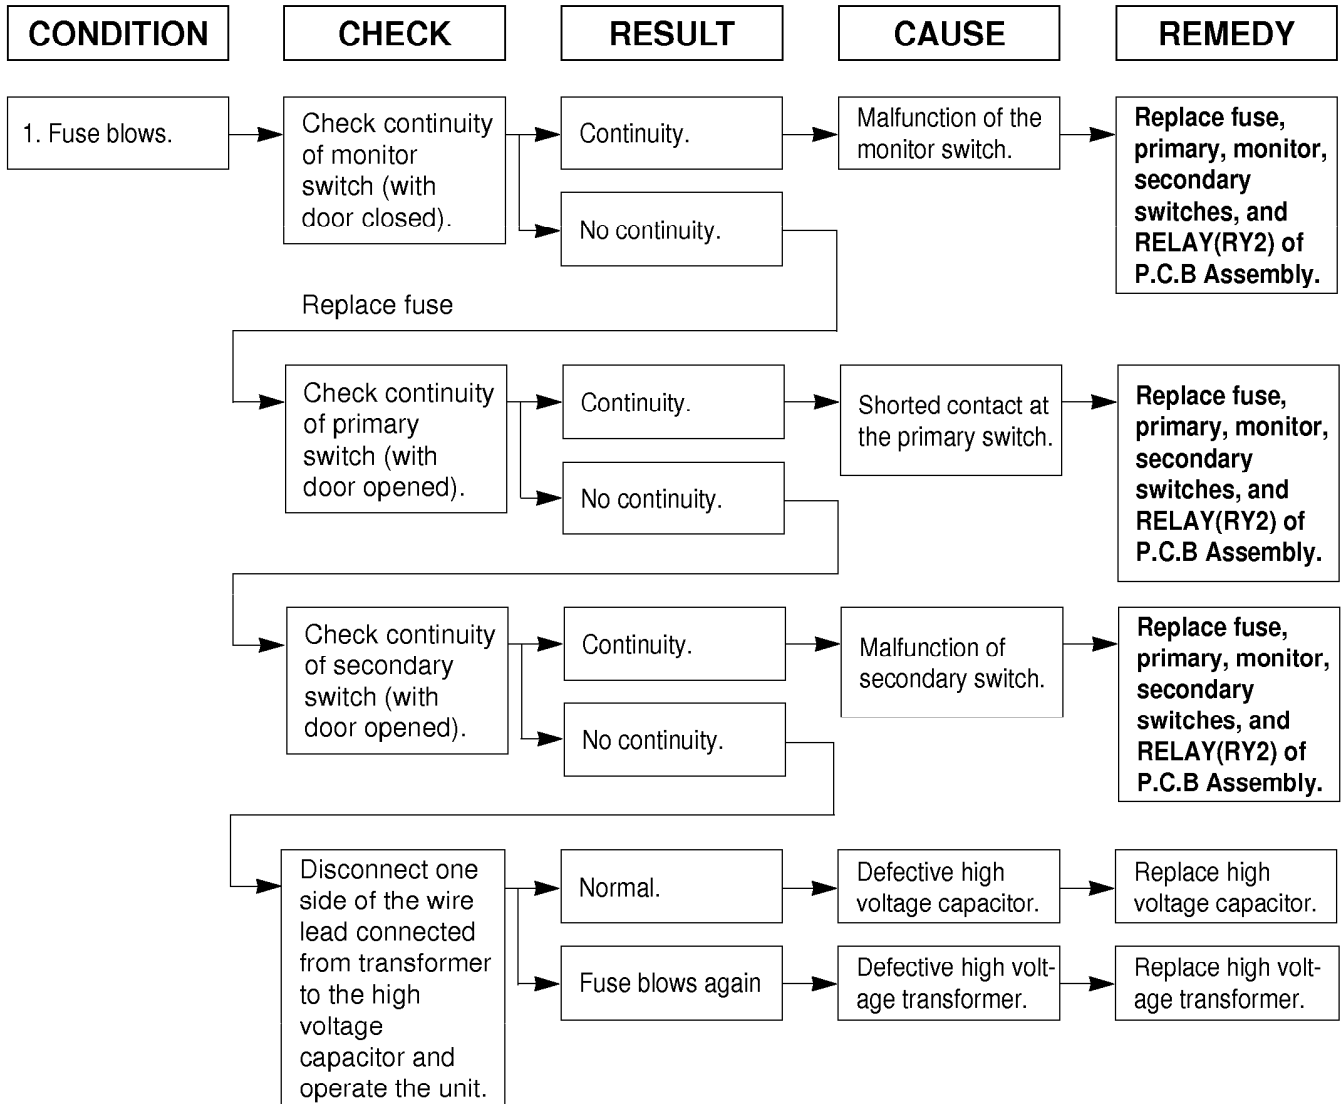 CONDITION
CHECK
RESULT
CAUSE
REMEDY
1. Fuse blows.
Check continuity
of monitor
switch (with
door closed).
Continuity.
Malfunction of the
monitor switch.
Replace fuse,
primary, monitor,
secondary
switches, and
RELAY(RY2) of
P.C.B Assembly.
No continuity.
Replace fuse
Check continuity
of primary
switch (with
door opened).
Continuity.
Shorted contact at
the primary switch.
Replace fuse,
primary, monitor,
secondary
switches, and
RELAY(RY2) of
P.C.B Assembly.
No continuity.
Check continuity
of secondary
switch (with
door opened).
Continuity.
Malfunction of
secondary switch.
Replace fuse,
primary, monitor,
secondary
switches, and
RELAY(RY2) of
P.C.B Assembly.
No continuity.
Disconnect one
side of the wire
lead connected
from transformer
to the high
voltage
capacitor and
operate the unit.
Normal.
Defective high
voltage capacitor.
Replace high
voltage capacitor.
Fuse blows again
Defective high volt-
age transformer.
Replace high volt-
age transformer.